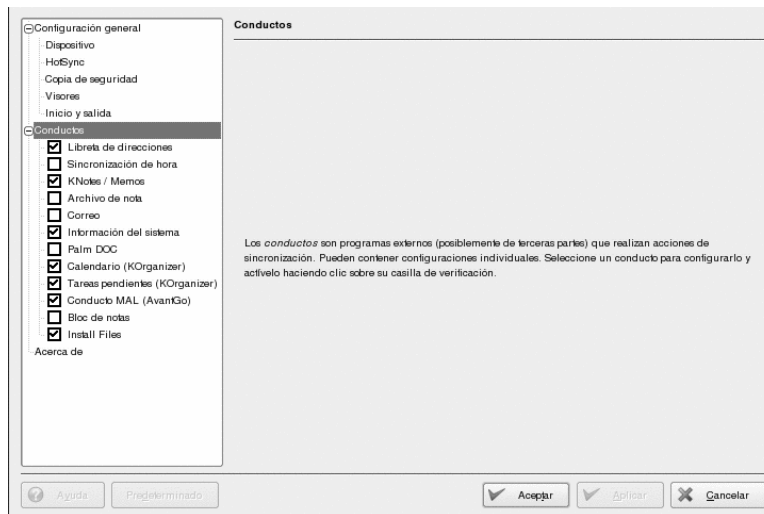 Configuración general
Dispositivo
HotSync
Copia de seguridad
Visores
Inicio y salida
Conductos
Libreta de direcciones
Sincronización de hora
KNotes / Memos
Archivo de nota
Correo
Información del sistema
Palm DOC
Calendario (KOrganizer)
Tareas pendientes (KOrganizer)
Conducto MAL (AvantGo)
Bloc de notas
Install Files
Acerca de
Conductos
Los conductos son programas externos (posiblemente de terceras partes) que realizan acciones de
sincronización. Pueden contener configuraciones individuales. Seleccione un conducto para configurarlo y
actívelo haciendo clic sobre su casilla de verificación.
Ayuda
Predeterminado
Aceptar
Aplicar
Cancelar